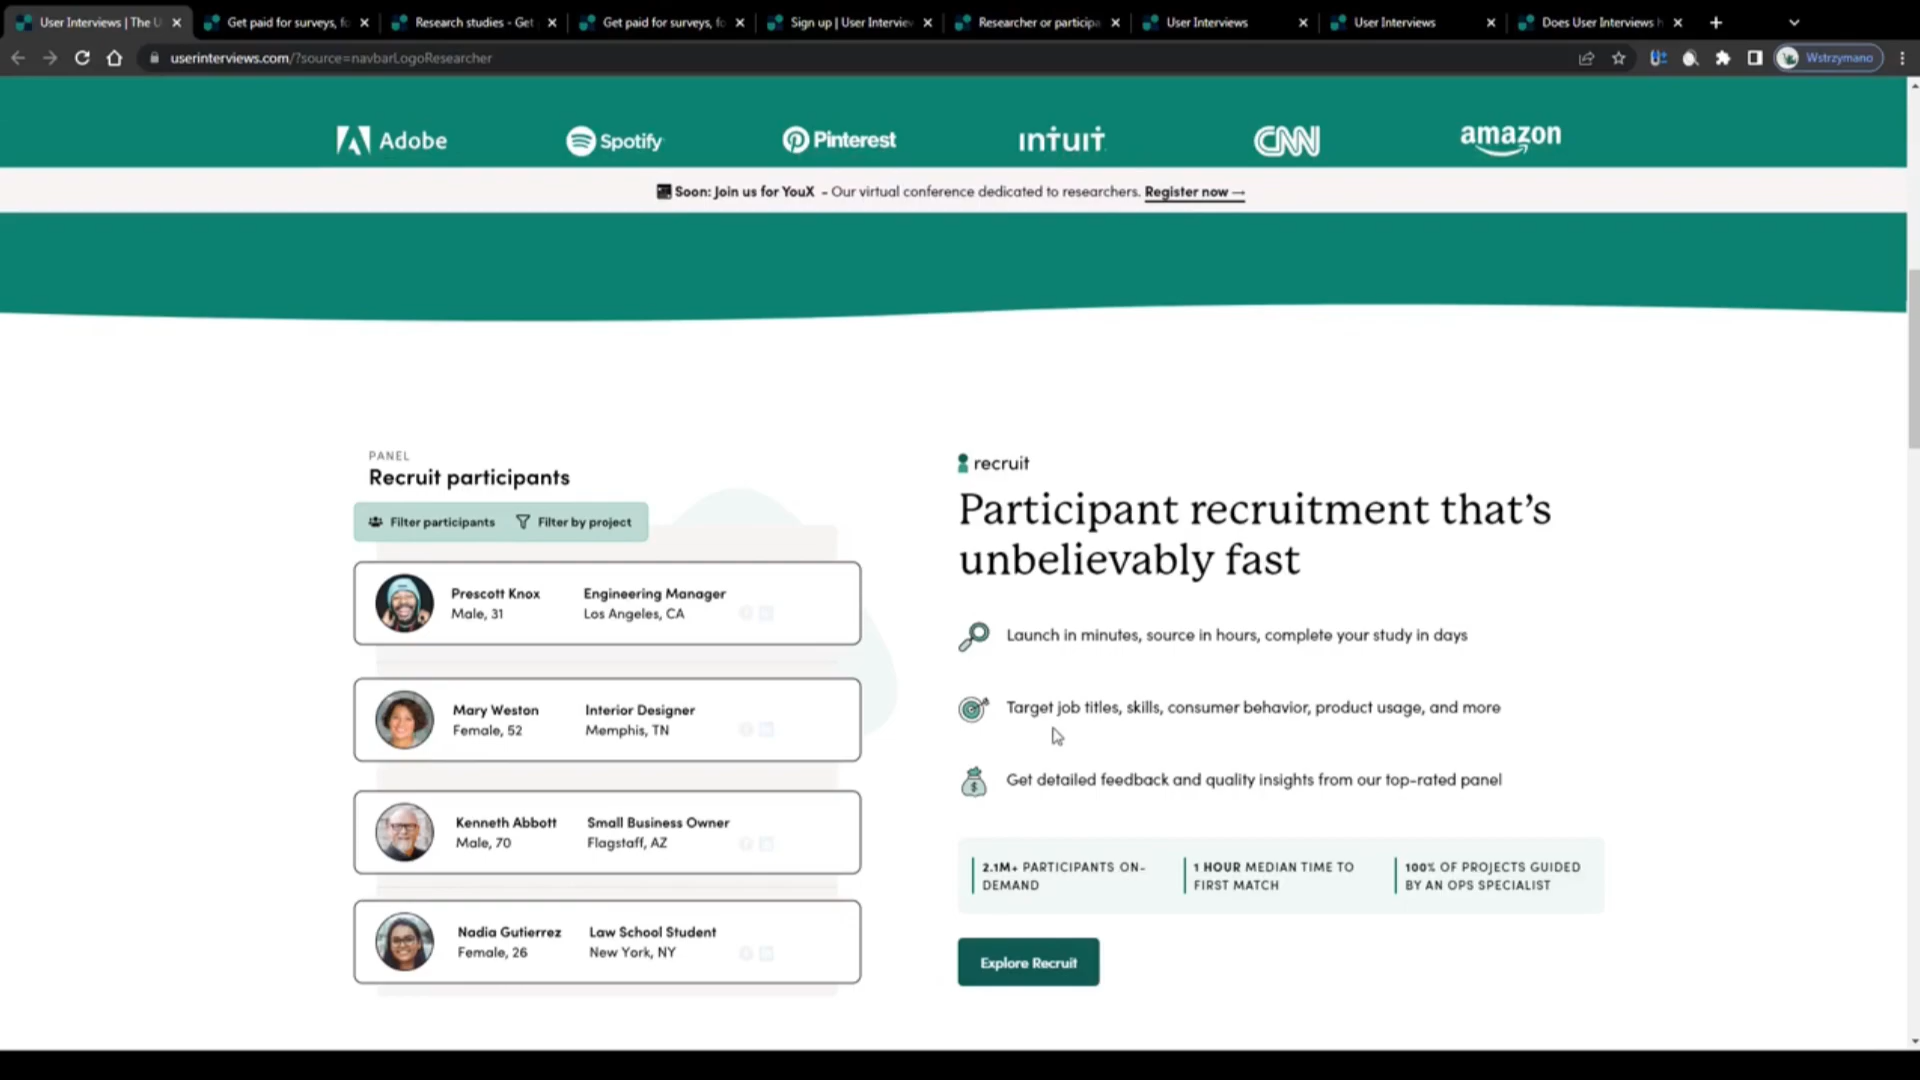 User Interviews | The U
Get paid for surveys, fo
Research studies - Get
Get paid for surveys, fo
Sign up | User Interview
Researcher or participa
User Interviews
User Interviews
Does User Interviews h
userinterviews.com/?source=navbarLogoResearcher
Wstrzymano
Adobe
Spotify
Pinterest
INTUIT
CNN
amazon
Soon: Join us for YouX - Our virtual conference dedicated to researchers. Register now →
PANEL
Recruit participants
Filter participants
Filter by project
Prescott Knox
Male, 31
Engineering Manager
Los Angeles, CA
Mary Weston
Female, 52
Interior Designer
Memphis, TN
Kenneth Abbott
Male, 70
Small Business Owner
Flagstaff, AZ
Nadia Gutierrez
Female, 26
Law School Student
New York, NY
recruit
Participant recruitment that's
unbelievably fast
Launch in minutes, source in hours, complete your study in days
Target job titles, skills, consumer behavior, product usage, and more
Get detailed feedback and quality insights from our top-rated panel
2.1M+ PARTICIPANTS ON-
DEMAND
1 HOUR MEDIAN TIME TO
FIRST MATCH
100% OF PROJECTS GUIDED
BY AN OPS SPECIALIST
Explore Recruit